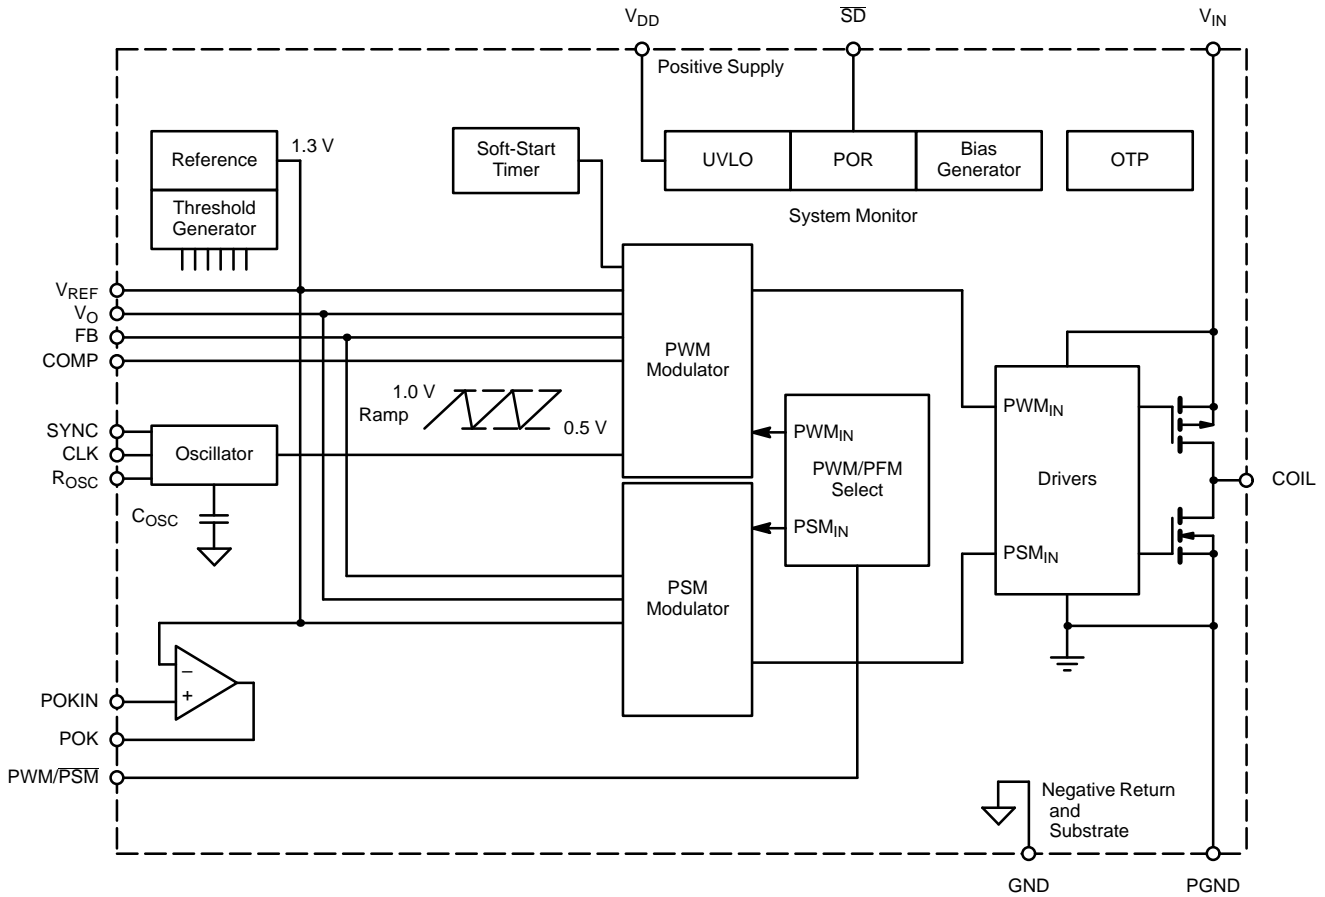 VDD
SD
VIN
Positive Supply
Reference
1.3 V
Threshold
Generator
Soft-Start
Timer
UVLO
POR
Bias
Generator
OTP
System Monitor
VREF
VO
FB
COMP
SYNC
CLK
ROSC
Oscillator
COSC
1.0 V
Ramp
0.5 V
PWM
Modulator
PWMIN
PWM/PFM
Select
PSMIN
PSM
Modulator
PWMIN
Drivers
PSMIN
COIL
–
+
POKIN
POK
PWM/PSM
Negative Return
and
Substrate
GND
PGND